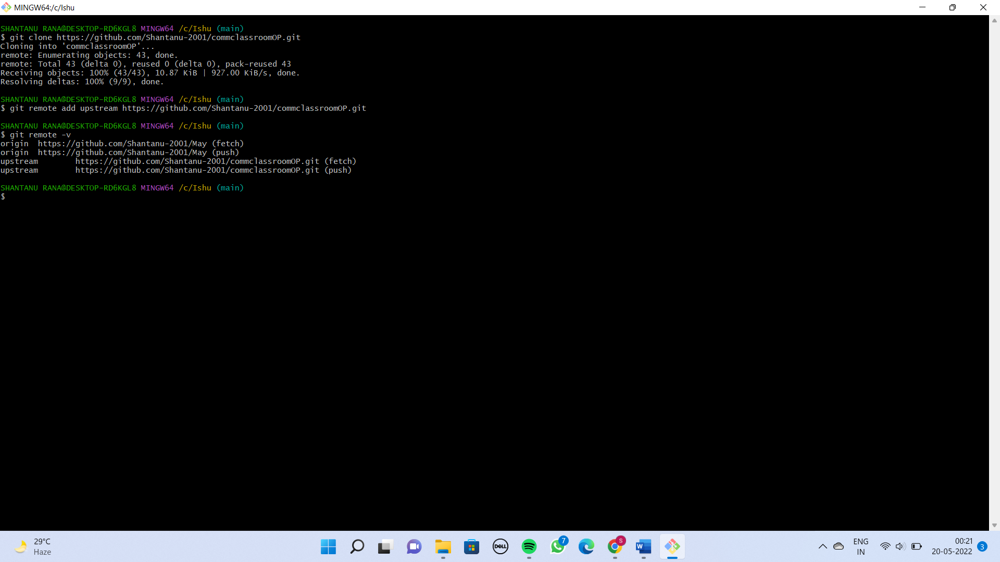 MINGW64:/c/Ishu
SHANTANU RANA@DESKTOP-RD6KGL8 MINGW64 /c/Ishu (main)
$ git clone https://github.com/Shantanu-2001/commclassroomOP.git
Cloning into 'commclassroomOP'...
remote: Enumerating objects: 43, done.
remote: Total 43 (delta 0), reused 0 (delta 0), pack-reused 43
Receiving objects: 100% (43/43), 10.87 KiB | 927.00 KiB/s, done.
Resolving deltas: 100% (9/9), done.
SHANTANU RANA@DESKTOP-RD6KGL8 MINGW64 /c/Ishu (main)
$ git remote add upstream https://github.com/Shantanu-2001/commclassroomOP.git
SHANTANU RANA@DESKTOP-RD6KGL8 MINGW64 /c/Ishu (main)
$ git remote -v
origin  https://github.com/Shantanu-2001/May (fetch)
origin  https://github.com/Shantanu-2001/May (push)
upstream        https://github.com/Shantanu-2001/commclassroomOP.git (fetch)
upstream        https://github.com/Shantanu-2001/commclassroomOP.git (push)
SHANTANU RANA@DESKTOP-RD6KGL8 MINGW64 /c/Ishu (main)
$
29°C
Haze
DELL
7
S
W
ENG
IN
00:21
20-05-2022
3